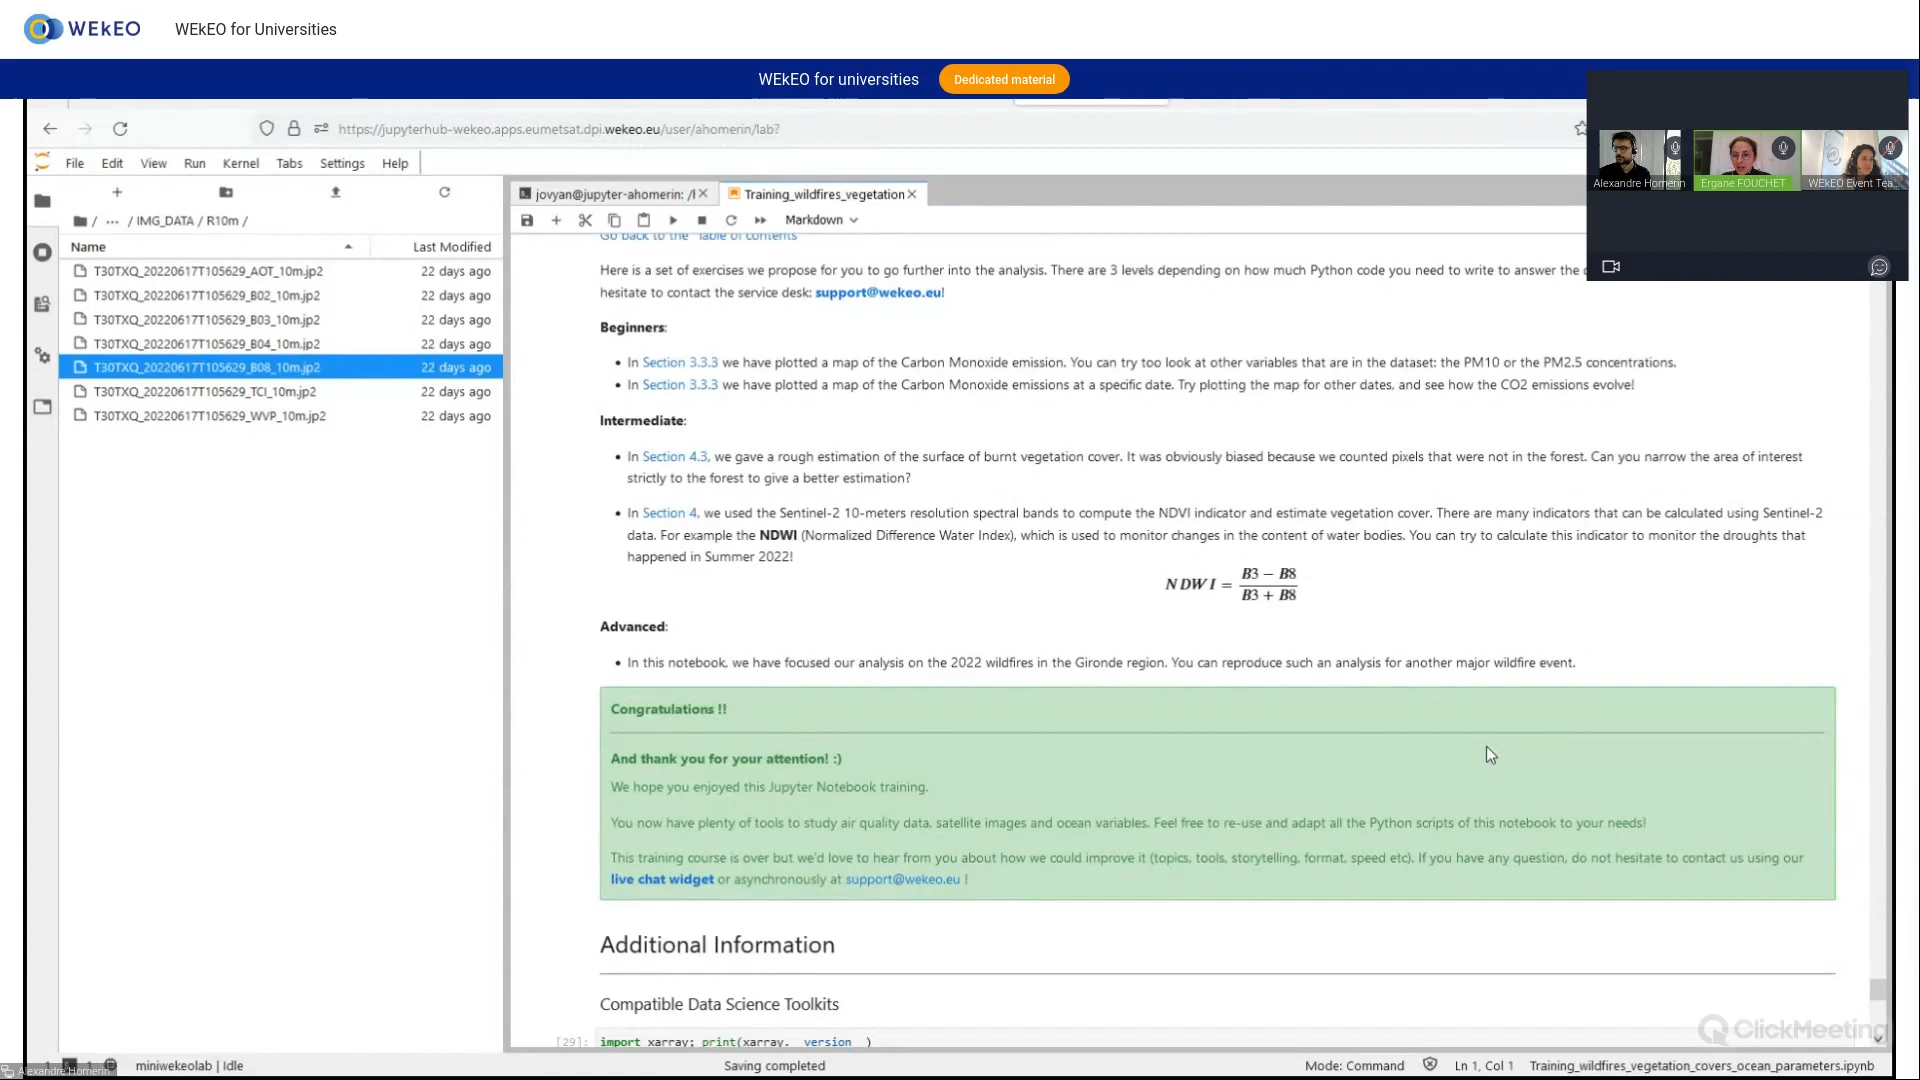 WEkEO
WEkEO for Universities
WEkEO for universities
Dedicated material
https://jupyterhub-wekeo.apps.eumetsat.dpi.wekeo.eu/user/ahomerin/lab?
Alexandre Homerin
Ergane FOUCHET
WEkEO Event Tea...
File Edit View Run Kernel Tabs Settings Help
jovyan@jupyter-ahomerin: /l
Training_wildfires_vegetation
Markdown
/ ... / IMG_DATA / R10m /
Name Last Modified
T30TXQ_20220617T105629_AOT_10m.jp2 22 days ago
T30TXQ_20220617T105629_B02_10m.jp2 22 days ago
T30TXQ_20220617T105629_B03_10m.jp2 22 days ago
T30TXQ_20220617T105629_B04_10m.jp2 22 days ago
T30TXQ_20220617T105629_B08_10m.jp2 22 days ago
T30TXQ_20220617T105629_TCI_10m.jp2 22 days ago
T30TXQ_20220617T105629_WVP_10m.jp2 22 days ago
Go back to the "Table of contents"
Here is a set of exercises we propose for you to go further into the analysis. There are 3 levels depending on how much Python code you need to write to answer the
hesitate to contact the service desk: support@wekeo.eu!
Beginners:
• In Section 3.3.3 we have plotted a map of the Carbon Monoxide emission. You can try too look at other variables that are in the dataset: the PM10 or the PM2.5 concentrations.
• In Section 3.3.3 we have plotted a map of the Carbon Monoxide emissions at a specific date. Try plotting the map for other dates, and see how the CO2 emissions evolve!
Intermediate:
• In Section 4.3, we gave a rough estimation of the surface of burnt vegetation cover. It was obviously biased because we counted pixels that were not in the forest. Can you narrow the area of interest
strictly to the forest to give a better estimation?
• In Section 4, we used the Sentinel-2 10-meters resolution spectral bands to compute the NDVI indicator and estimate vegetation cover. There are many indicators that can be calculated using Sentinel-2
data. For example the NDWI (Normalized Difference Water Index), which is used to monitor changes in the content of water bodies. You can try to calculate this indicator to monitor the droughts that
happened in Summer 2022!
NDWI = B3 − B8 / B3 + B8
Advanced:
• In this notebook, we have focused our analysis on the 2022 wildfires in the Gironde region. You can reproduce such an analysis for another major wildfire event.
Congratulations !!
And thank you for your attention! :)
We hope you enjoyed this Jupyter Notebook training.
You now have plenty of tools to study air quality data, satellite images and ocean variables. Feel free to re-use and adapt all the Python scripts of this notebook to your needs!
This training course is over but we'd love to hear from you about how we could improve it (topics, tools, storytelling, format, speed etc). If you have any question, do not hesitate to contact us using our
live chat widget or asynchronously at support@wekeo.eu !
Additional Information
Compatible Data Science Toolkits
[29]: import xarray; print(xarray.__version__)
ClickMeeting
miniwekeolab | Idle
Saving completed
Mode: Command
Ln 1, Col 1
Training_wildfires_vegetation_covers_ocean_parameters.ipynb
Alexandre Homerin